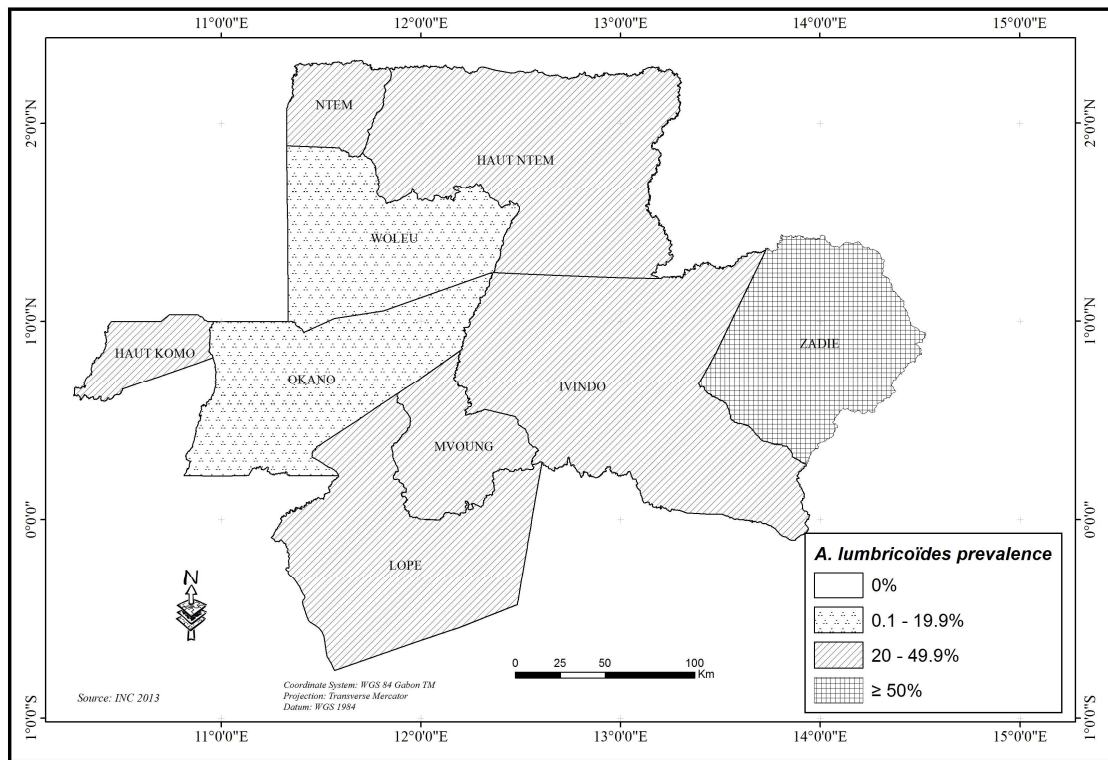 11°0'0"E 12°0'0"E 13°0'0"E 14°0'0"E 15°0'0"E
2°0'0"N 2°0'0"N
NTEM
HAUT NTEM
WOLEU
1°0'0"N 1°0'0"N
HAUT KOMO
ZADIE
OKANO
IVINDO
MVOUNG
0°0'0" 0°0'0"
LOPE
A. lumbricoïdes prevalence
0%
0.1 - 19.9%
20 - 49.9%
≥ 50%
N
0 25 50 100
Km
Source: INC 2013
Coordinate System: WGS 84 Gabon TM
Projection: Transverse Mercator
Datum: WGS 1984
1°0'0"S 1°0'0"S
11°0'0"E 12°0'0"E 13°0'0"E 14°0'0"E 15°0'0"E